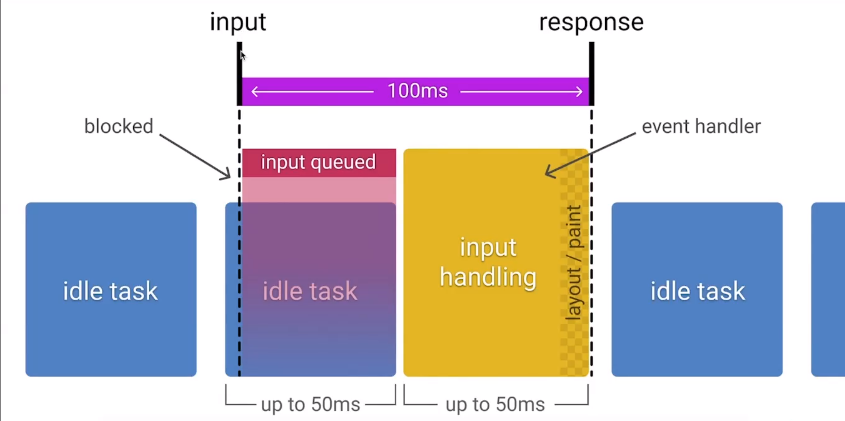 input
response
100ms
blocked
event handler
input queued
idle task
idle task
input
handling
layout / paint
idle task
up to 50ms
up to 50ms